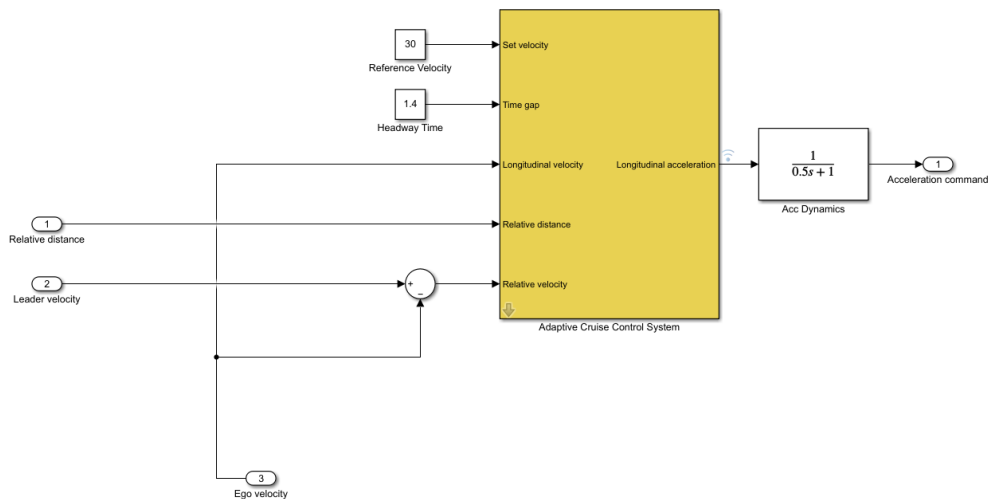 30
Reference Velocity
Set velocity
1.4
Headway Time
Time gap
Longitudinal velocity
Longitudinal acceleration
1
0.5s + 1
Acc Dynamics
1
Acceleration command
1
Relative distance
Relative distance
2
Leader velocity
+
−
Relative velocity
Adaptive Cruise Control System
3
Ego velocity